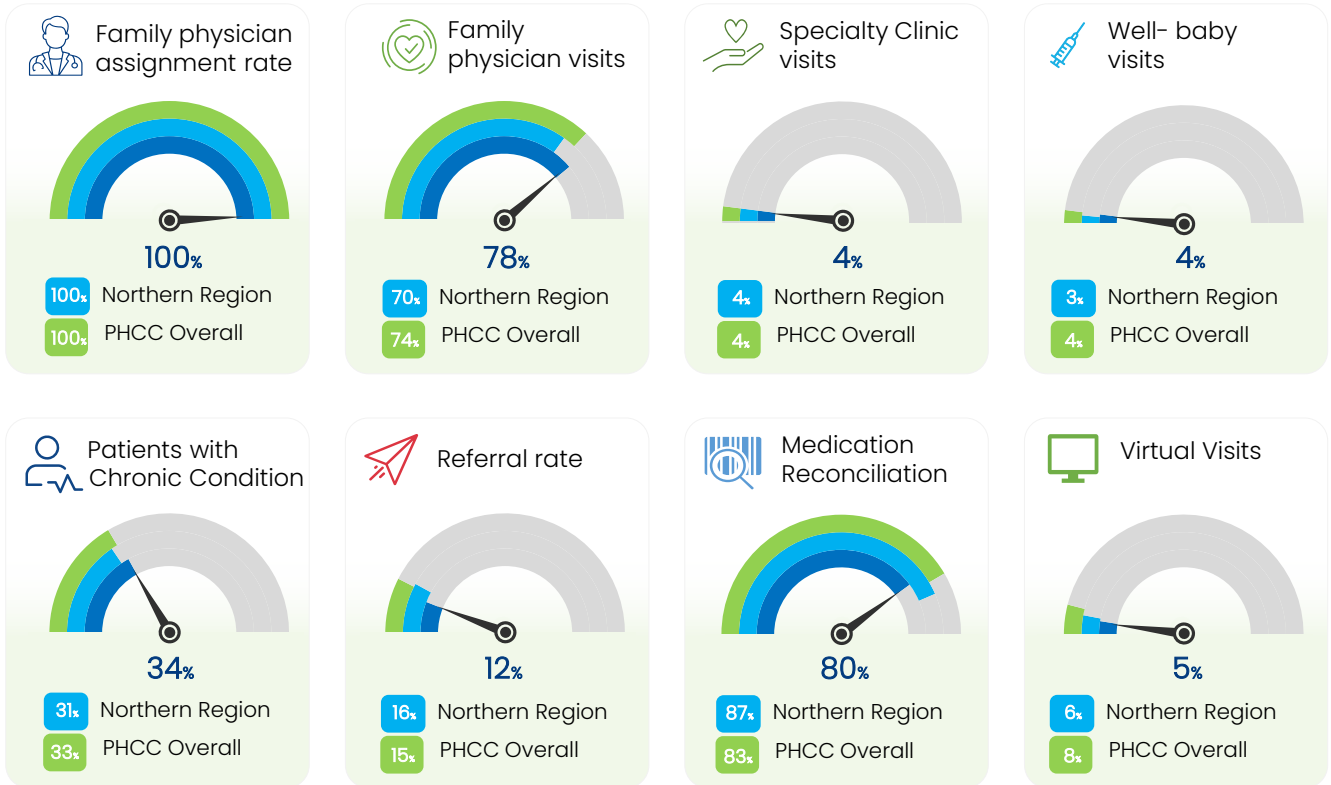 Family physician
assignment rate
100%
100% Northern Region
100% PHCC Overall
Family
physician visits
78%
70% Northern Region
74% PHCC Overall
Specialty Clinic
visits
4%
4% Northern Region
4% PHCC Overall
Well- baby
visits
4%
3% Northern Region
4% PHCC Overall
Patients with
Chronic Condition
34%
31% Northern Region
33% PHCC Overall
Referral rate
12%
16% Northern Region
15% PHCC Overall
Medication
Reconciliation
80%
87% Northern Region
83% PHCC Overall
Virtual Visits
5%
6% Northern Region
8% PHCC Overall